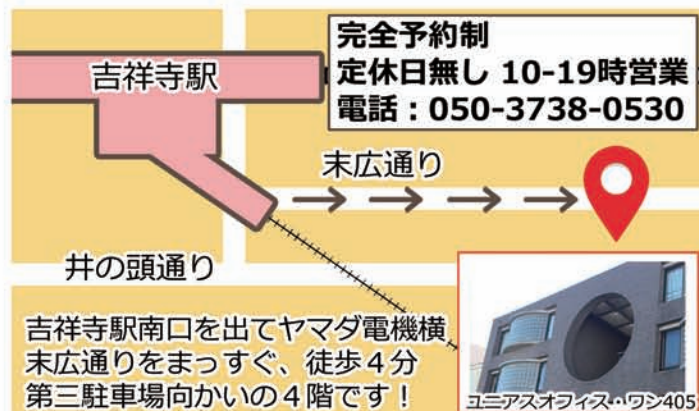 完全予約制
定休日無し 10-19時営業
電話：050-3738-0530
吉祥寺駅
末広通り
井の頭通り
吉祥寺駅南口を出てヤマダ電機横
末広通りをまっすぐ、徒歩４分
第三駐車場向かいの４階です！
ユニアスオフィス・ワン405